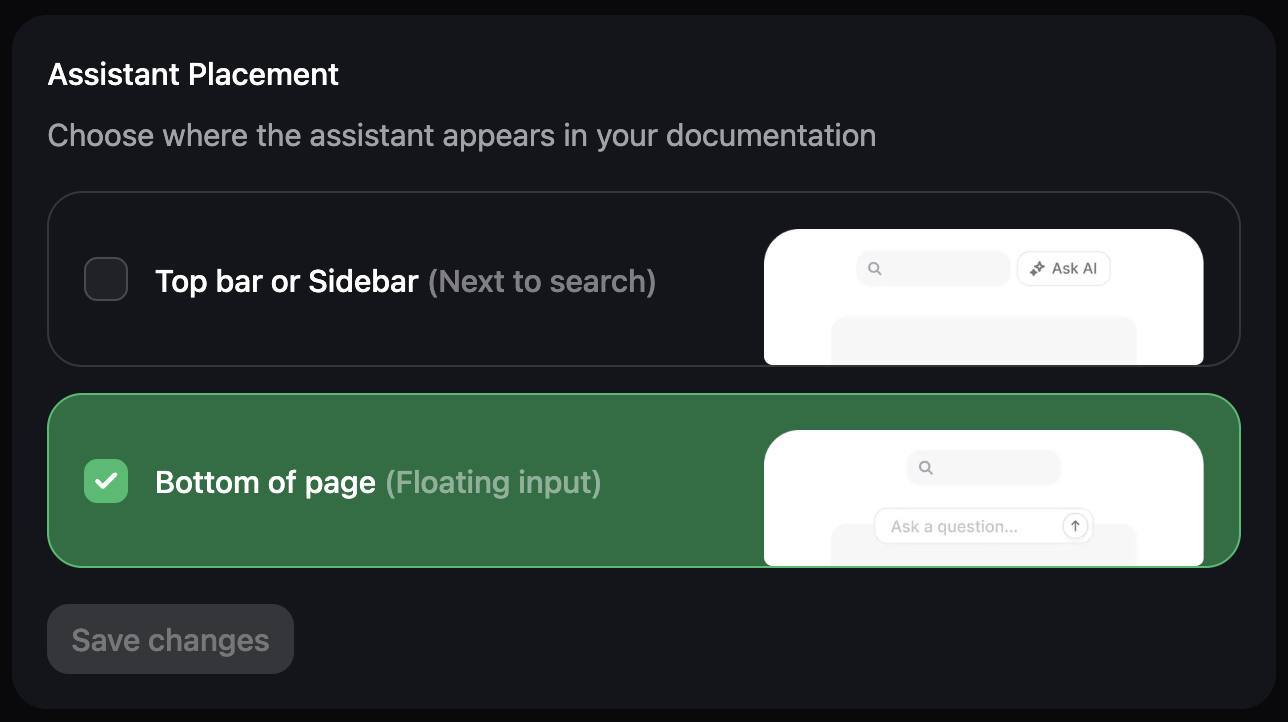 Assistant Placement
Choose where the assistant appears in your documentation
Top bar or Sidebar (Next to search)
Ask AI
Bottom of page (Floating input)
Ask a question...
Save changes